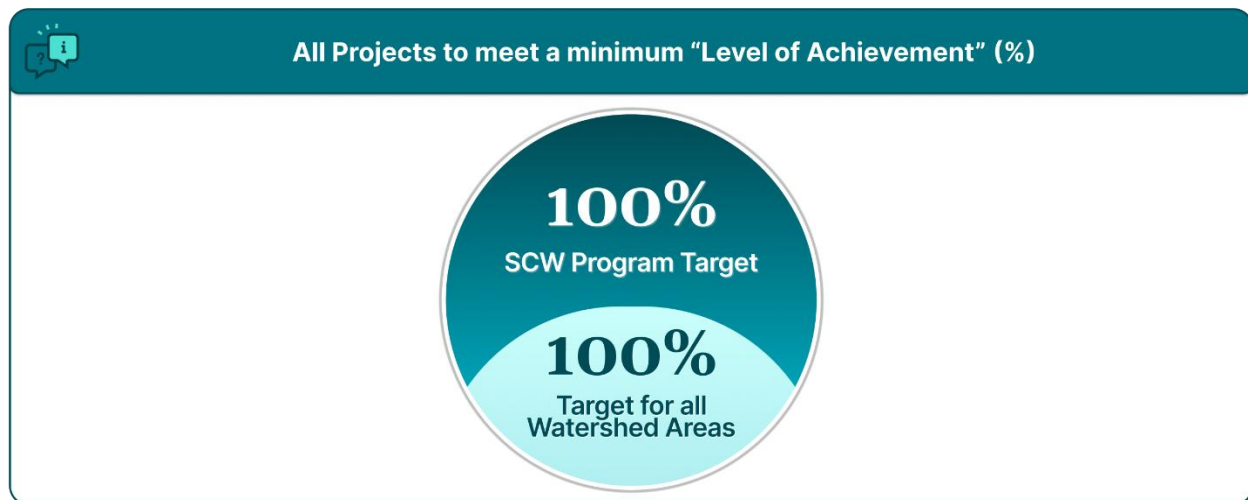 ? i
All Projects to meet a minimum “Level of Achievement” (%)
100%
SCW Program Target
100%
Target for all
Watershed Areas